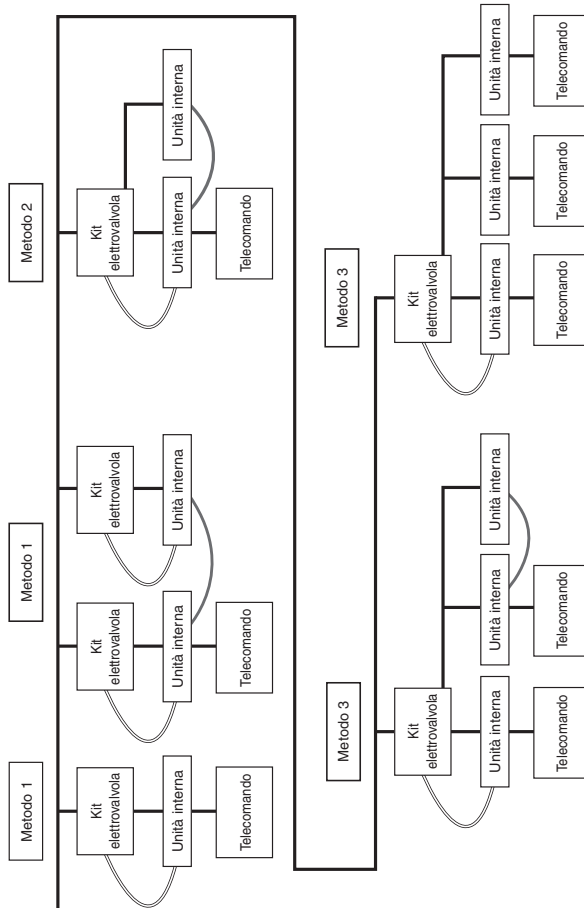 Metodo 1
Kit
elettrovalvola
Unità interna
Telecomando
Metodo 1
Kit
elettrovalvola
Unità interna
Telecomando
Kit
elettrovalvola
Unità interna
Metodo 2
Kit
elettrovalvola
Unità interna
Telecomando
Unità interna
Metodo 3
Kit
elettrovalvola
Unità interna
Telecomando
Unità interna
Telecomando
Unità interna
Metodo 3
Kit
elettrovalvola
Unità interna
Telecomando
Unità interna
Telecomando
Unità interna
Telecomando